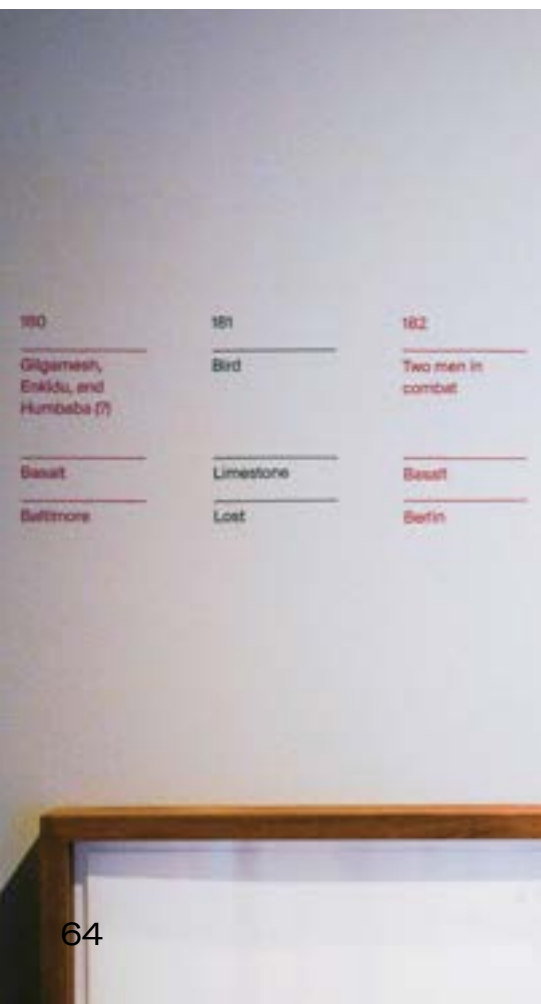 180
Gilgamesh,
Enkidu, and
Humbaba (?)
Basalt
Baltimore
181
Bird
Limestone
Lost
182
Two men in
combat
Basalt
Berlin
64